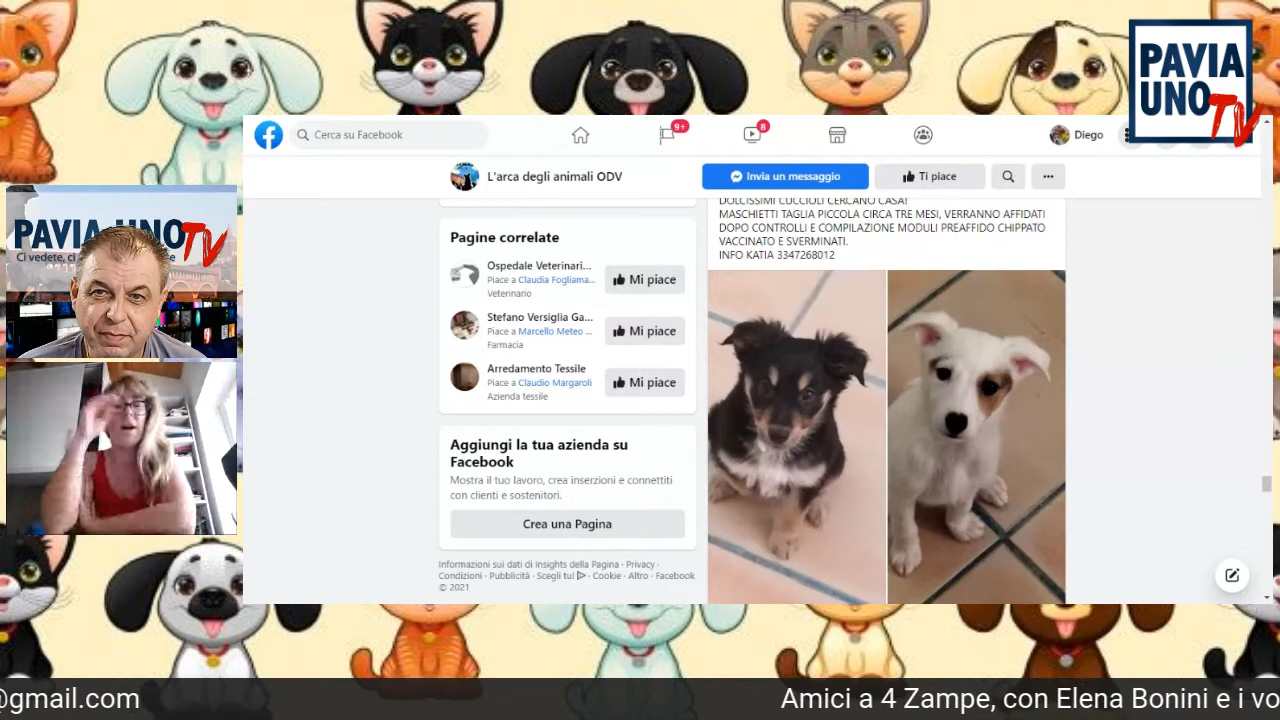 PAVIA
UNO
TV
Cerca su Facebook
9+
8
Diego
L'arca degli animali ODV
Invia un messaggio
Ti piace
DOLCISSIMI CUCCIOLI CERCANO CASA!
MASCHIETTI TAGLIA PICCOLA CIRCA TRE MESI, VERRANNO AFFIDATI
DOPO CONTROLLI E COMPILAZIONE MODULI PREAFFIDO CHIPPATO
VACCINATO E SVERMINATI.
INFO KATIA 3347268012
PAVIA UNO TV
Ci vedete, ci
Pagine correlate
Ospedale Veterinari...
Piace a Claudia Fogliama...
Veterinario
Mi piace
Stefano Versiglia Ga...
Piace a Marcello Meteo ...
Farmacia
Mi piace
Arredamento Tessile
Piace a Claudio Margaroli
Azienda tessile
Mi piace
Aggiungi la tua azienda su
Facebook
Mostra il tuo lavoro, crea inserzioni e connettiti
con clienti e sostenitori.
Crea una Pagina
Informazioni sui dati di Insights della Pagina · Privacy ·
Condizioni · Pubblicità · Scegli tu! · Cookie · Altro · Facebook
© 2021
@gmail.com
Amici a 4 Zampe, con Elena Bonini e i vo